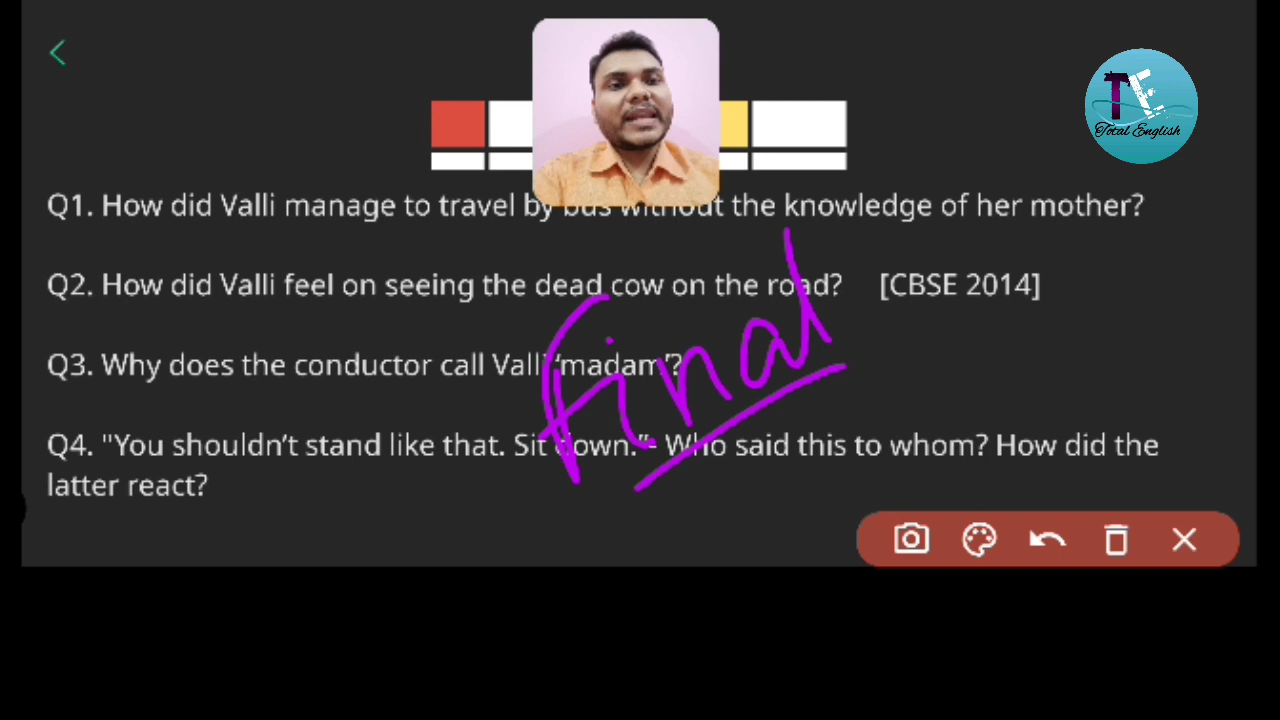 TE
Total English
Q1. How did Valli manage to travel by bus without the knowledge of her mother?
Q2. How did Valli feel on seeing the dead cow on the road? [CBSE 2014]
Q3. Why does the conductor call Valli ‘madam’?
Q4. "You shouldn’t stand like that. Sit down.”- Who said this to whom? How did the
latter react?
Final